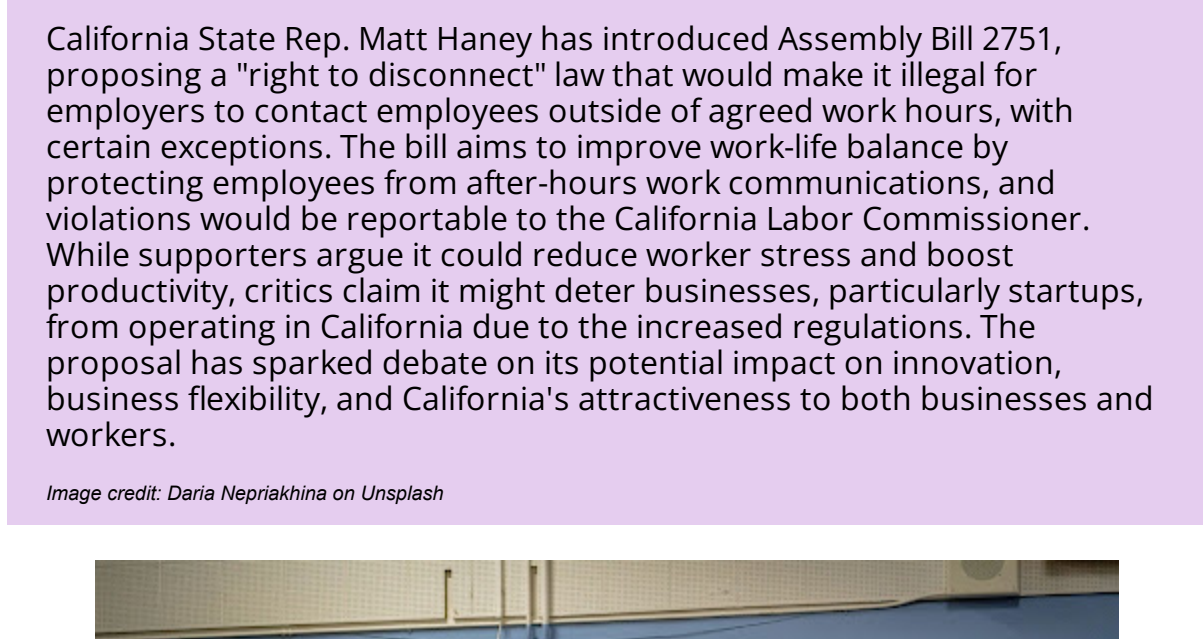 California State Rep. Matt Haney has introduced Assembly Bill 2751,
proposing a "right to disconnect" law that would make it illegal for
employers to contact employees outside of agreed work hours, with
certain exceptions. The bill aims to improve work-life balance by
protecting employees from after-hours work communications, and
violations would be reportable to the California Labor Commissioner.
While supporters argue it could reduce worker stress and boost
productivity, critics claim it might deter businesses, particularly startups,
from operating in California due to the increased regulations. The
proposal has sparked debate on its potential impact on innovation,
business flexibility, and California's attractiveness to both businesses and
workers.
Image credit: Daria Nepriakhina on Unsplash